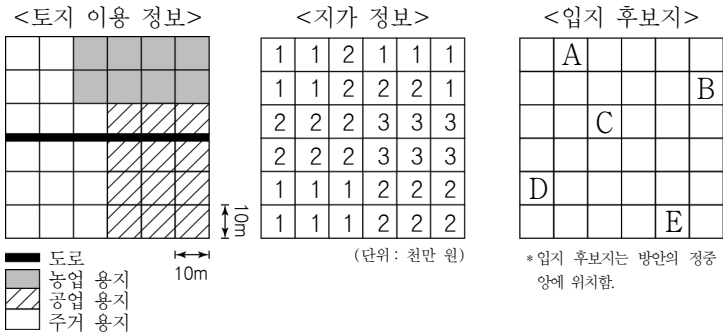 <토지 이용 정보>
<지가 정보>
<입지 후보지>
1 1 2 1 1 1
1 1 2 2 2 1
2 2 2 3 3 3
2 2 2 3 3 3
1 1 1 2 2 2
1 1 1 2 2 2
A
B
C
D
E
10m
10m
도로
농업 용지
공업 용지
주거 용지
(단위: 천만 원)
* 입지 후보지는 방안의 정중
앙에 위치함.